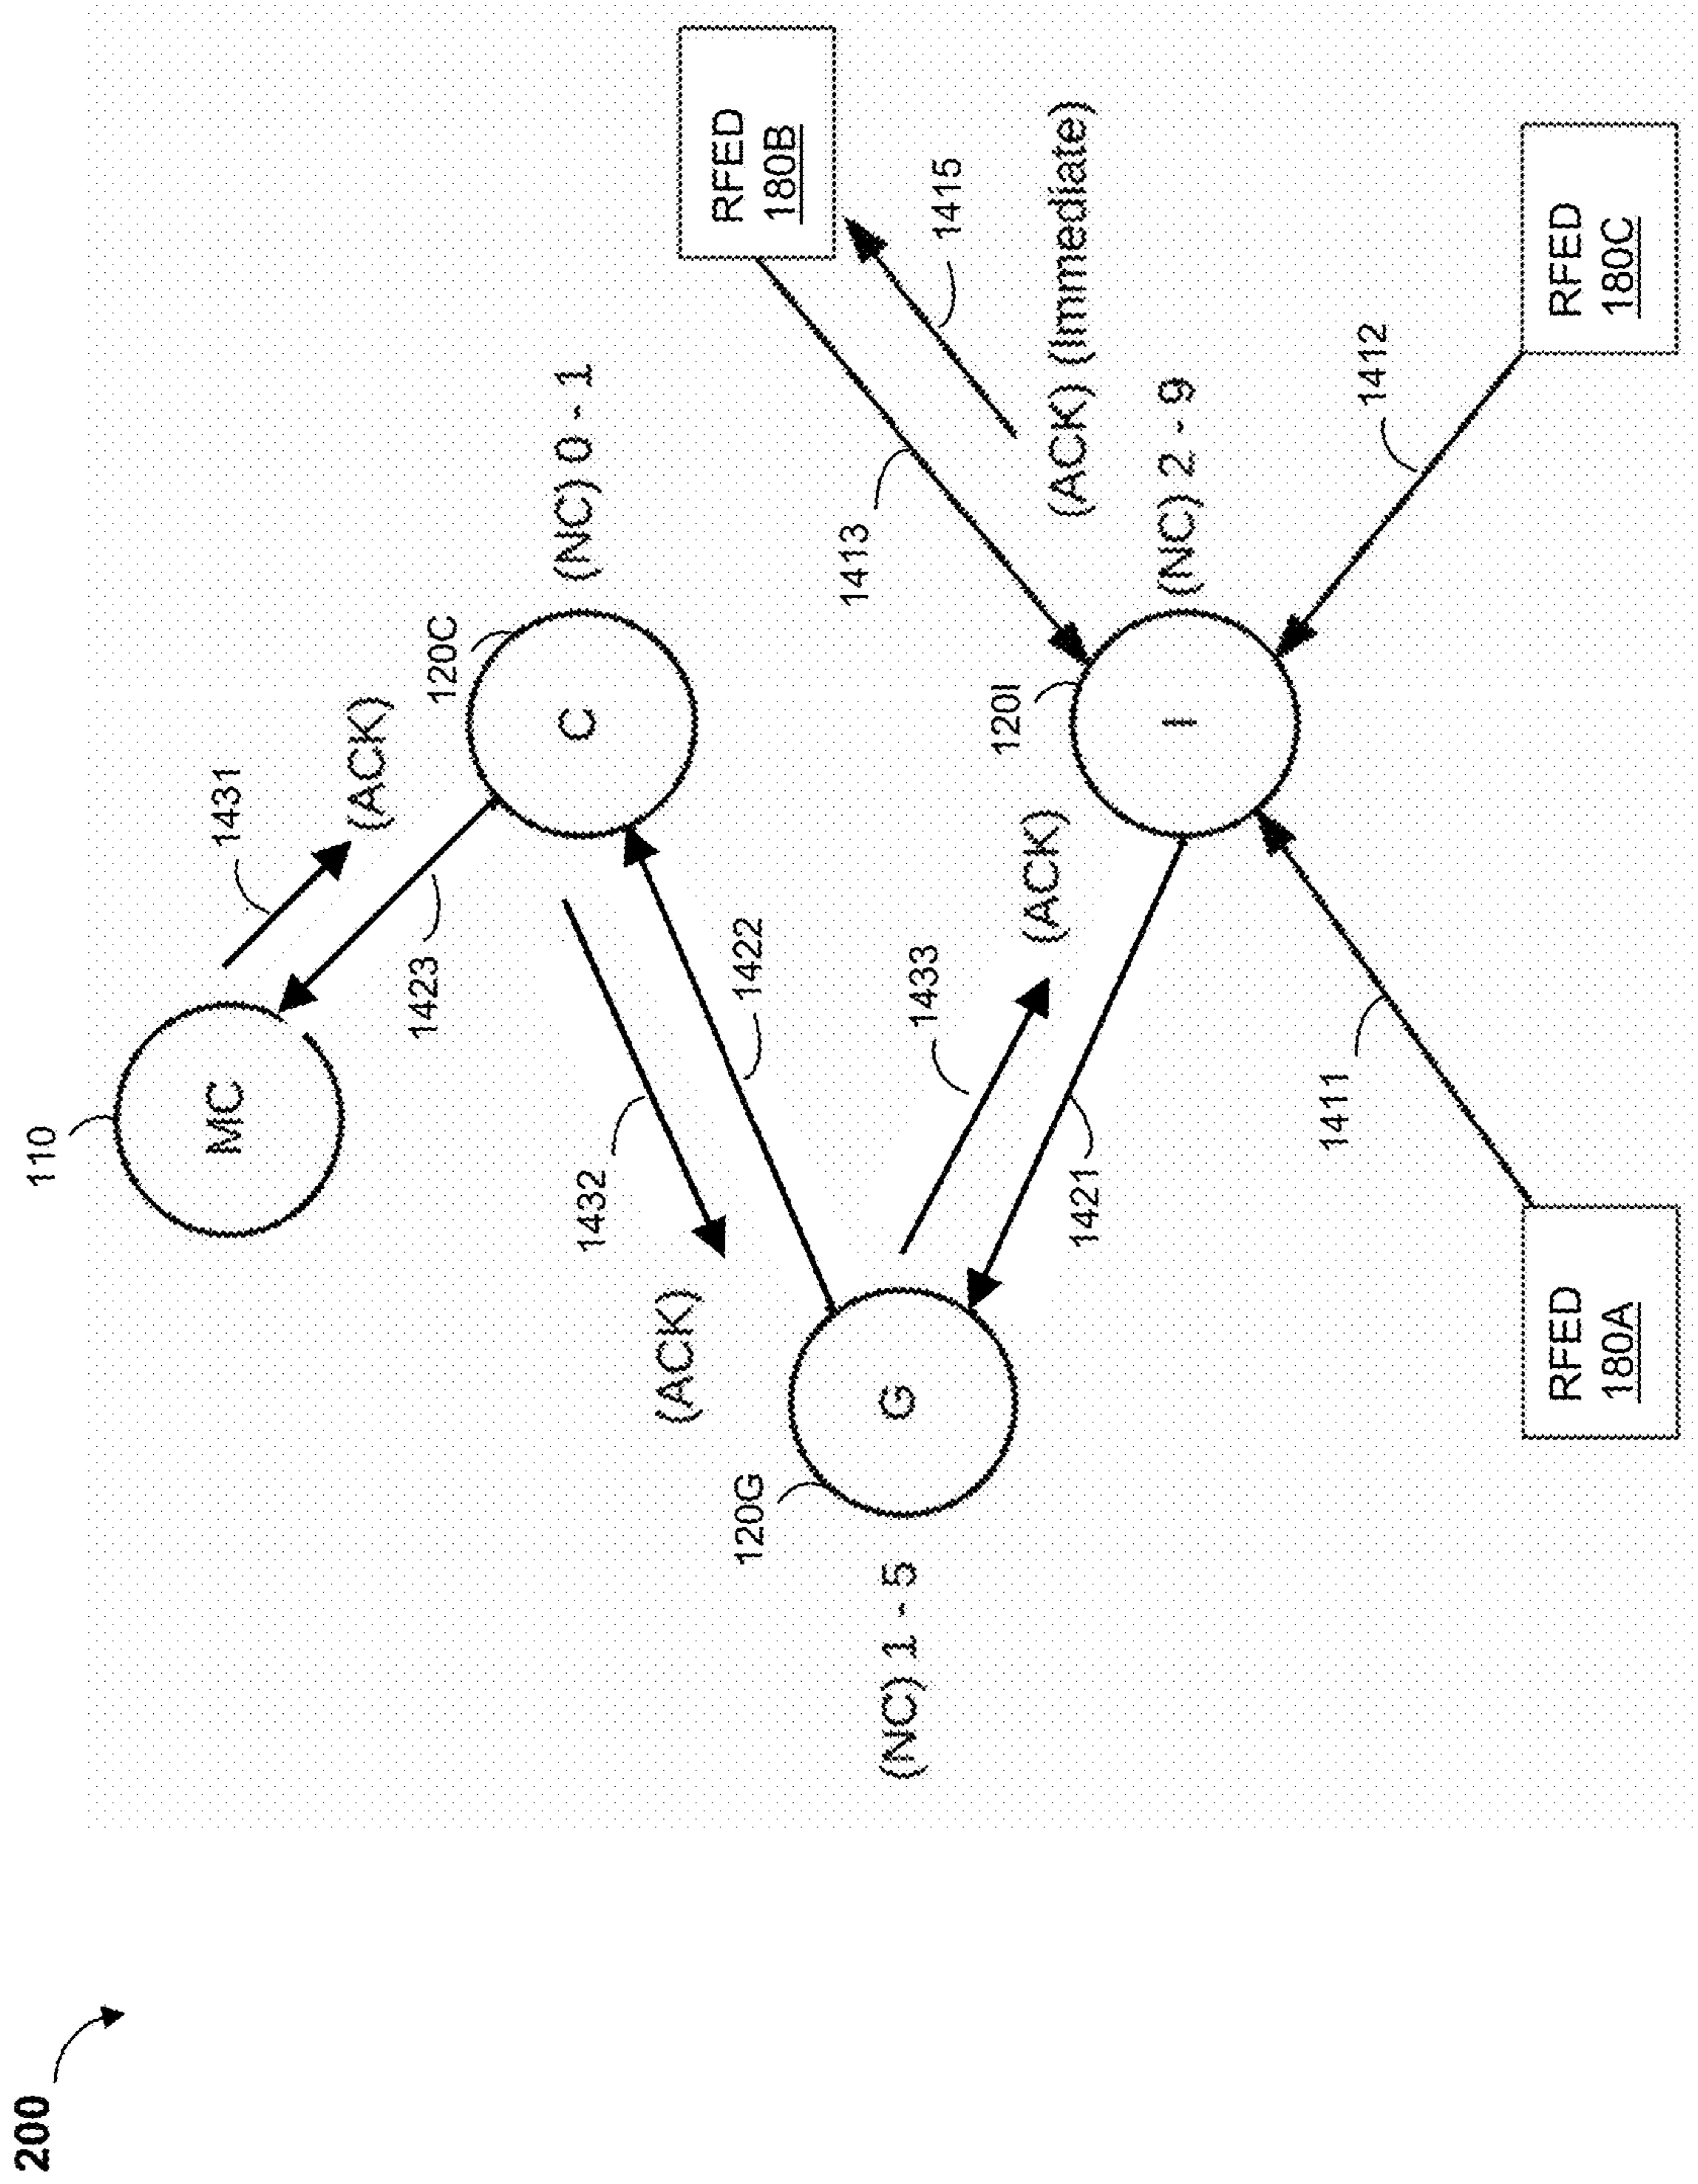 200
110
MC
1431
(ACK)
1423
120C
C
(NC) 0 - 1
1432
(ACK)
1422
120G
G
(NC) 1 - 5
1433
(ACK)
1421
120I
I
(NC) 2 - 9
1413
RFED
180B
1415
(ACK) (Immediate)
1411
RFED
180A
1412
RFED
180C